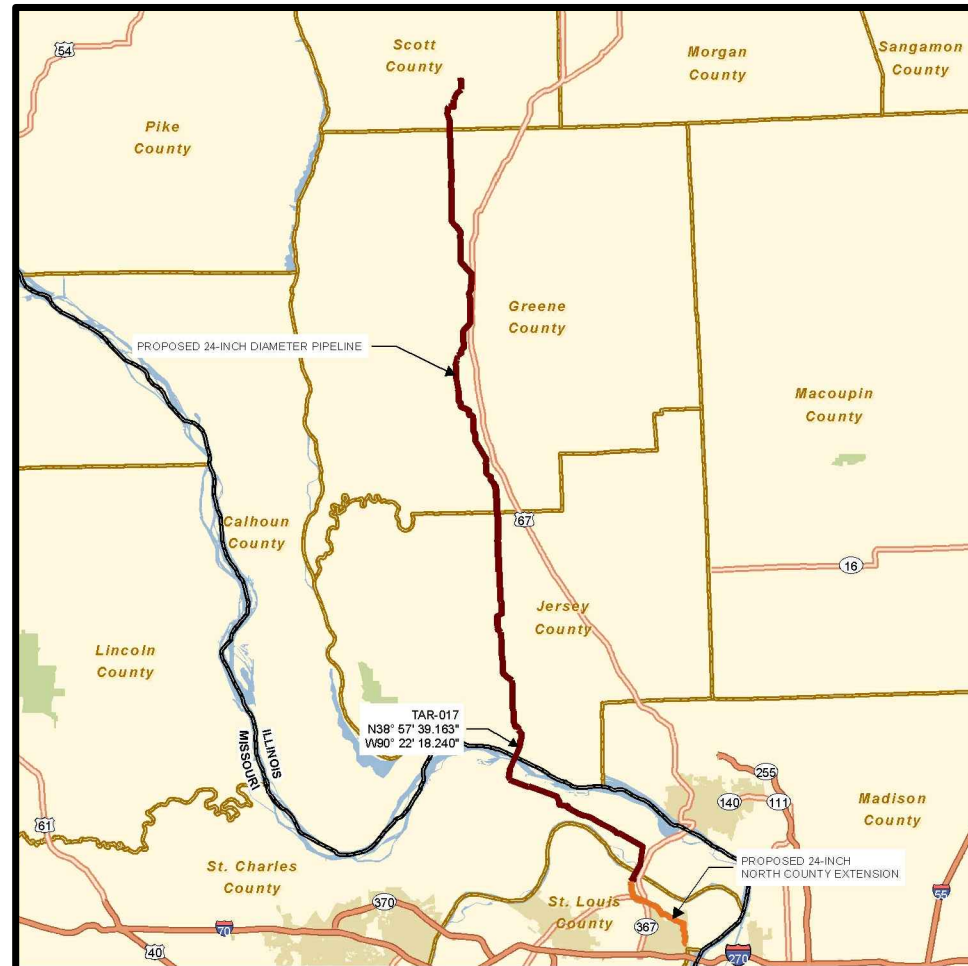 54
Scott
County
Morgan
County
Sangamon
County
Pike
County
Greene
County
PROPOSED 24-INCH DIAMETER PIPELINE
Macoupin
County
Calhoun
County
67
16
Jersey
County
Lincoln
County
TAR-017
N38° 57' 39.163"
W90° 22' 18.240"
ILLINOIS
MISSOURI
255
140
111
Madison
County
61
St. Charles
County
PROPOSED 24-INCH
NORTH COUNTY EXTENSION
St. Louis
County
370
367
70
55
40
270